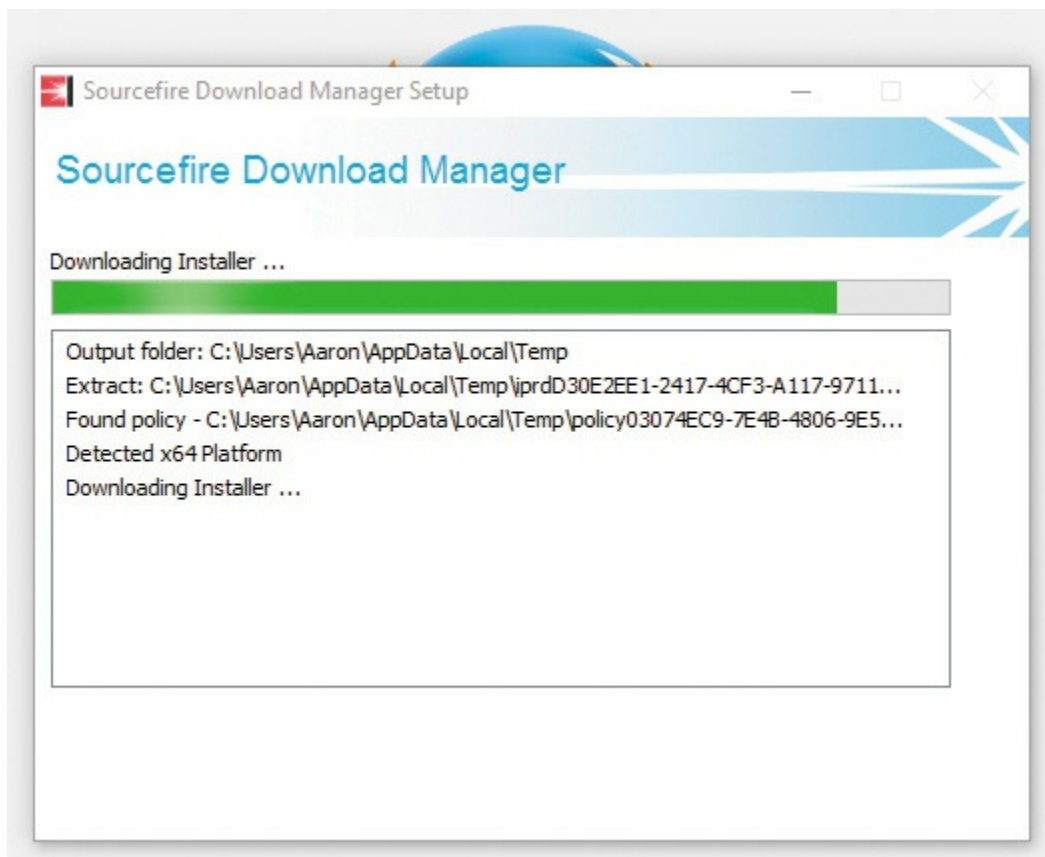 Sourcefire Download Manager Setup
Sourcefire Download Manager
Downloading Installer ...
Output folder: C:\Users\Aaron\AppData\Local\Temp
Extract: C:\Users\Aaron\AppData\Local\Temp\iprdD30E2EE1-2417-4CF3-A117-9711...
Found policy - C:\Users\Aaron\AppData\Local\Temp\policy03074EC9-7E4B-4806-9E5...
Detected x64 Platform
Downloading Installer ...